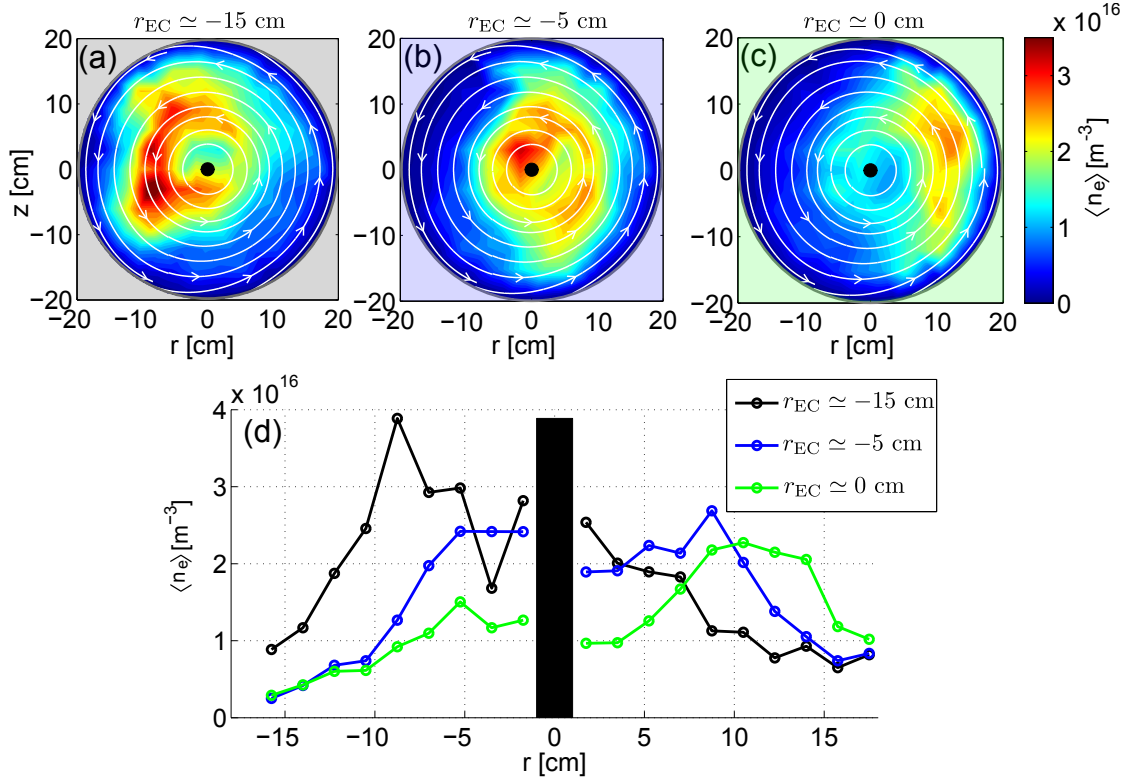 r_EC ≃ −15 cm
r_EC ≃ −5 cm
r_EC ≃ 0 cm
x 10^16
(a)
(b)
(c)
20
10
0
−10
−20
z [cm]
−20 −10 0 10 20
r [cm]
20
10
0
−10
−20
−20 −10 0 10 20
r [cm]
20
10
0
−10
−20
−20 −10 0 10 20
r [cm]
3
2
1
0
⟨n_e⟩ [m^−3]
x 10^16
(d)
4
3
2
1
0
⟨n_e⟩ [m^−3]
−15 −10 −5 0 5 10 15
r [cm]
r_EC ≃ −15 cm
r_EC ≃ −5 cm
r_EC ≃ 0 cm